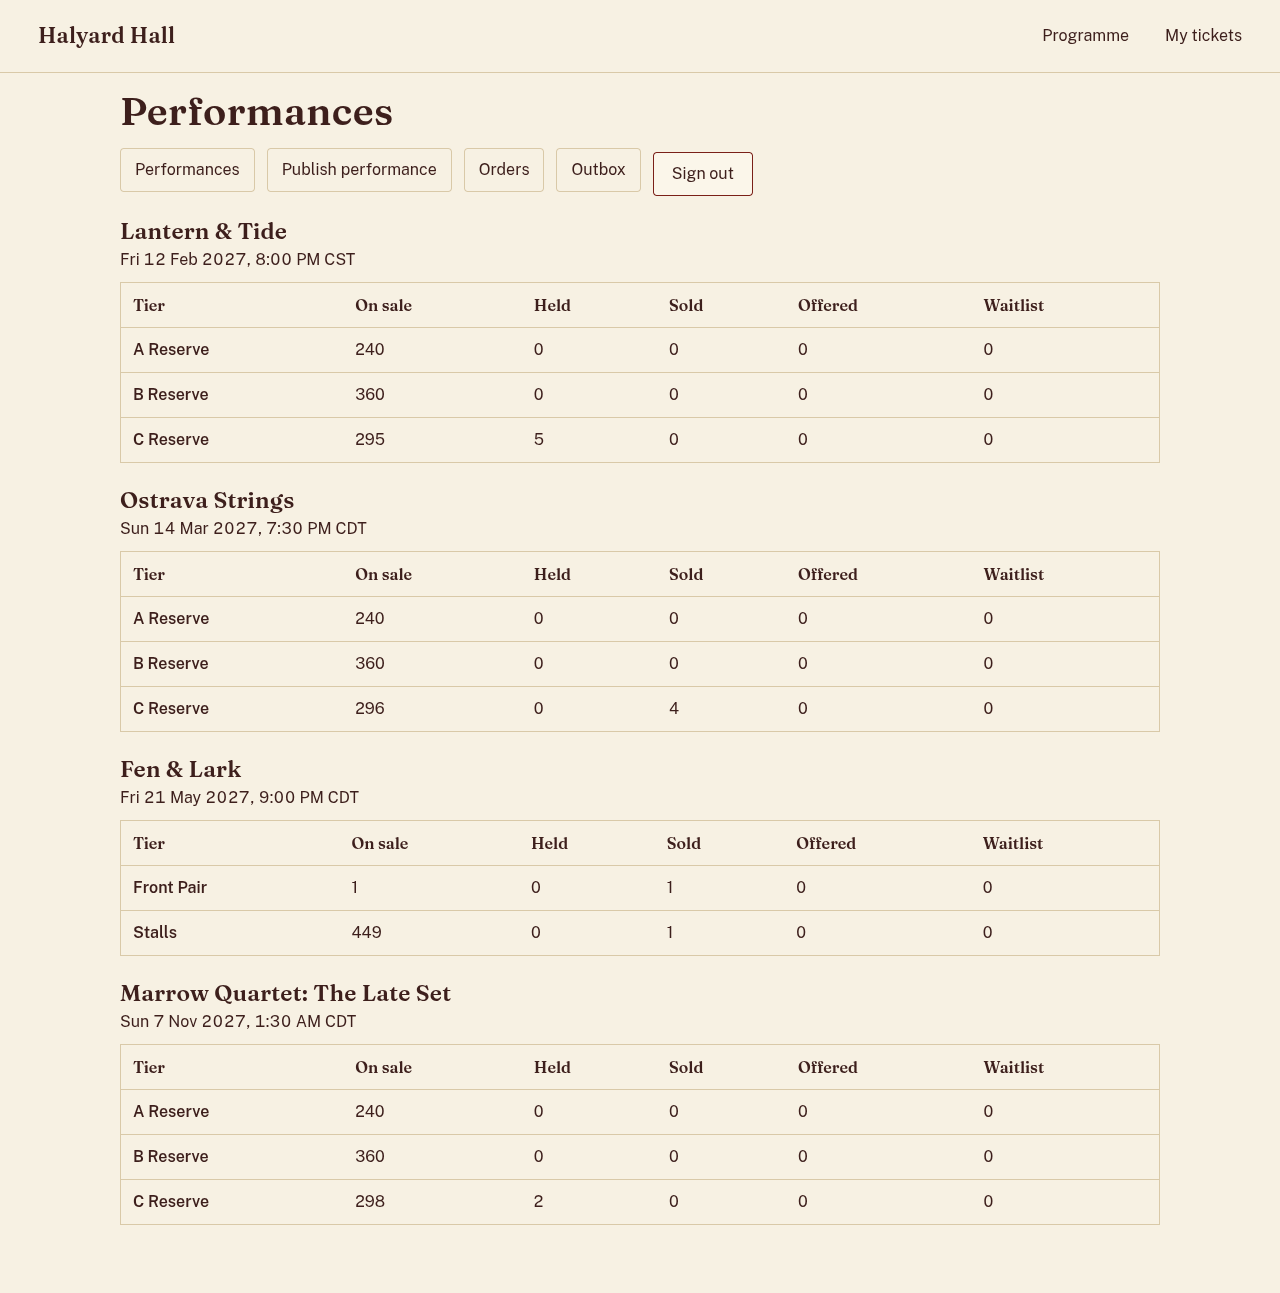 Halyard Hall Programme My tickets
Performances
Performances Publish performance Orders Outbox Sign out
Lantern & Tide
Fri 12 Feb 2027, 8:00 PM CST
Tier On sale Held Sold Offered Waitlist
A Reserve 240 0 0 0 0
B Reserve 360 0 0 0 0
C Reserve 295 5 0 0 0
Ostrava Strings
Sun 14 Mar 2027, 7:30 PM CDT
Tier On sale Held Sold Offered Waitlist
A Reserve 240 0 0 0 0
B Reserve 360 0 0 0 0
C Reserve 296 0 4 0 0
Fen & Lark
Fri 21 May 2027, 9:00 PM CDT
Tier On sale Held Sold Offered Waitlist
Front Pair 1 0 1 0 0
Stalls 449 0 1 0 0
Marrow Quartet: The Late Set
Sun 7 Nov 2027, 1:30 AM CDT
Tier On sale Held Sold Offered Waitlist
A Reserve 240 0 0 0 0
B Reserve 360 0 0 0 0
C Reserve 298 2 0 0 0